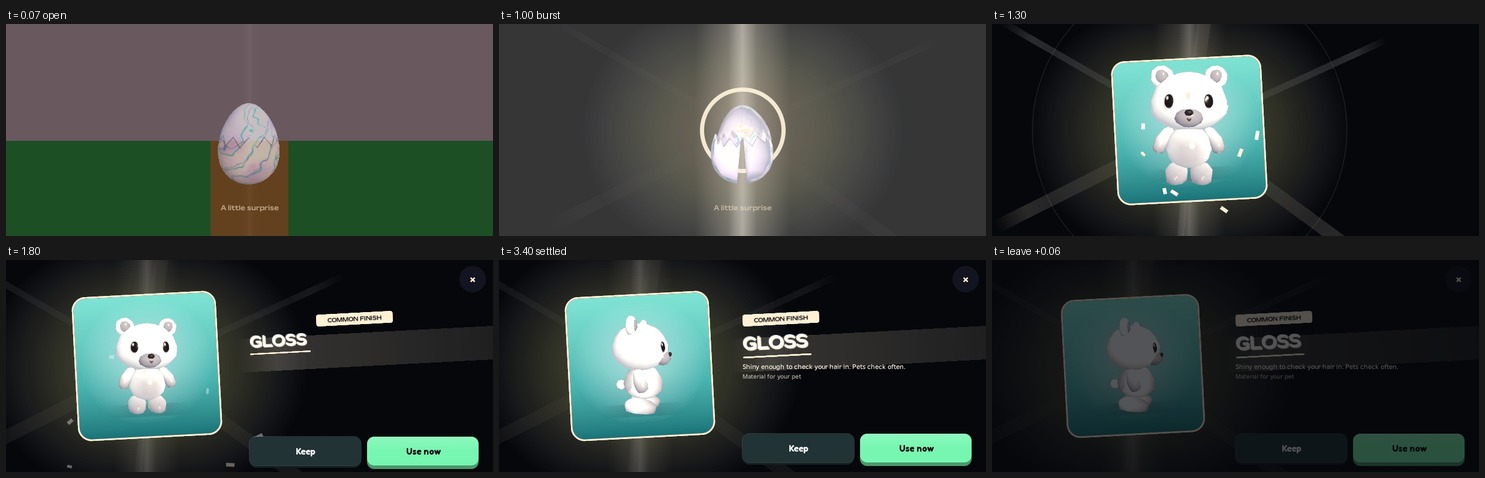 t = 0.07 open
A little surprise
t = 1.00 burst
A little surprise
t = 1.30
t = 1.80
×
COMMON FINISH
GLOSS
Keep
Use now
t = 3.40 settled
×
COMMON FINISH
GLOSS
Shiny enough to check your hair in. Pets check often.
Material for your pet
Keep
Use now
t = leave +0.06
×
COMMON FINISH
GLOSS
Shiny enough to check your hair in. Pets check often.
Material for your pet
Keep
Use now